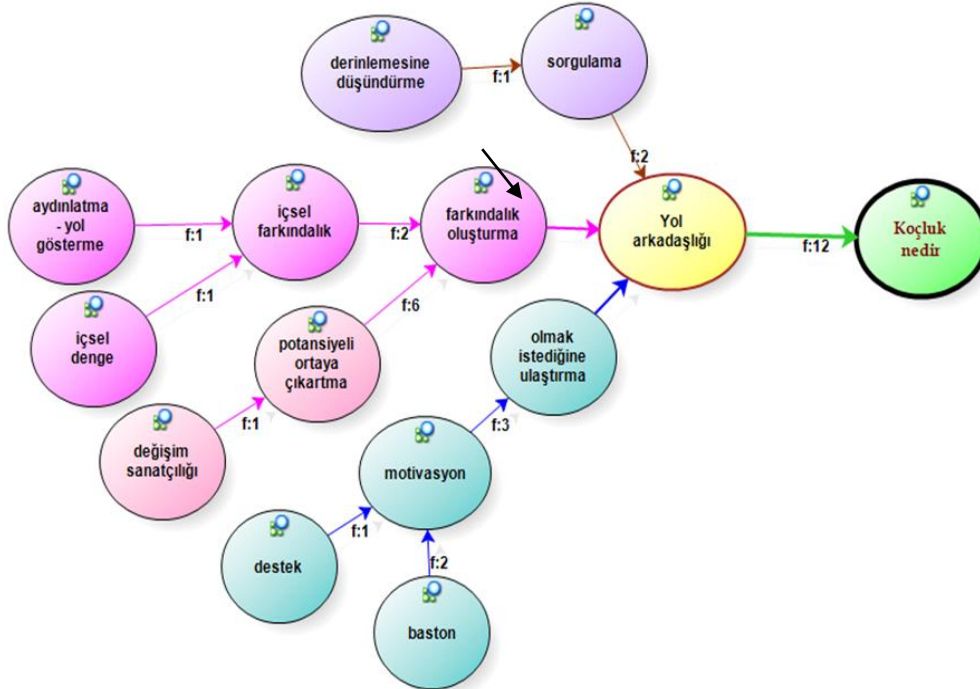 derinlemesine
düşündürme
f:1
sorgulama
f:2
aydınlatma
- yol
gösterme
f:1
içsel
farkındalık
f:2
farkındalık
oluşturma
Yol
arkadaşlığı
f:12
Koçluk
nedir
içsel
denge
f:1
potansiyeli
ortaya
çıkartma
f:6
olmak
istediğine
ulaştırma
değişim
sanatçılığı
f:1
motivasyon
f:3
destek
f:1
f:2
baston